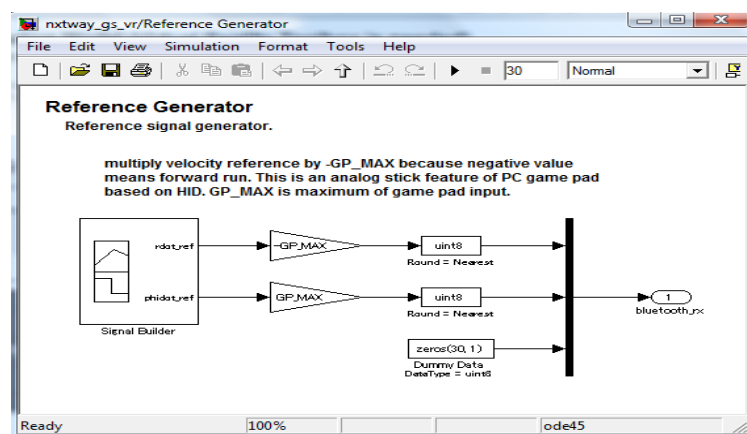 nxtway_gs_vr/Reference Generator
File Edit View Simulation Format Tools Help
30 Normal
Reference Generator
Reference signal generator.
multiply velocity reference by -GP_MAX because negative value
means forward run. This is an analog stick feature of PC game pad
based on HID. GP_MAX is maximum of game pad input.
rdot_ref
-GP_MAX
uint8
Round = Nearest
phidot_ref
GP_MAX
uint8
Round = Nearest
1
bluetooth_rx
Signal Builder
zeros(30, 1)
Dummy Data
DataType = uint8
Ready 100% ode45